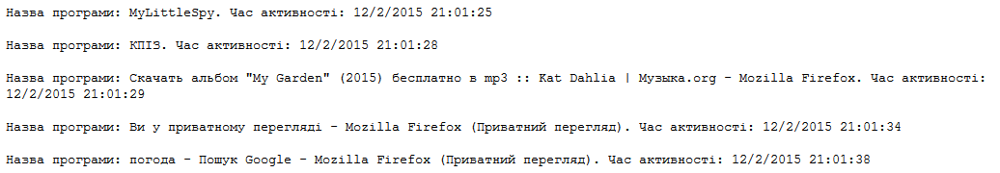 Назва програми: MyLittleSpy. Час активності: 12/2/2015 21:01:25
Назва програми: КПІЗ. Час активності: 12/2/2015 21:01:28
Назва програми: Скачать альбом "My Garden" (2015) бесплатно в mp3 :: Kat Dahlia | Музыка.org - Mozilla Firefox. Час активності:
12/2/2015 21:01:29
Назва програми: Ви у приватному перегляді - Mozilla Firefox (Приватний перегляд). Час активності: 12/2/2015 21:01:34
Назва програми: погода - Пошук Google - Mozilla Firefox (Приватний перегляд). Час активності: 12/2/2015 21:01:38